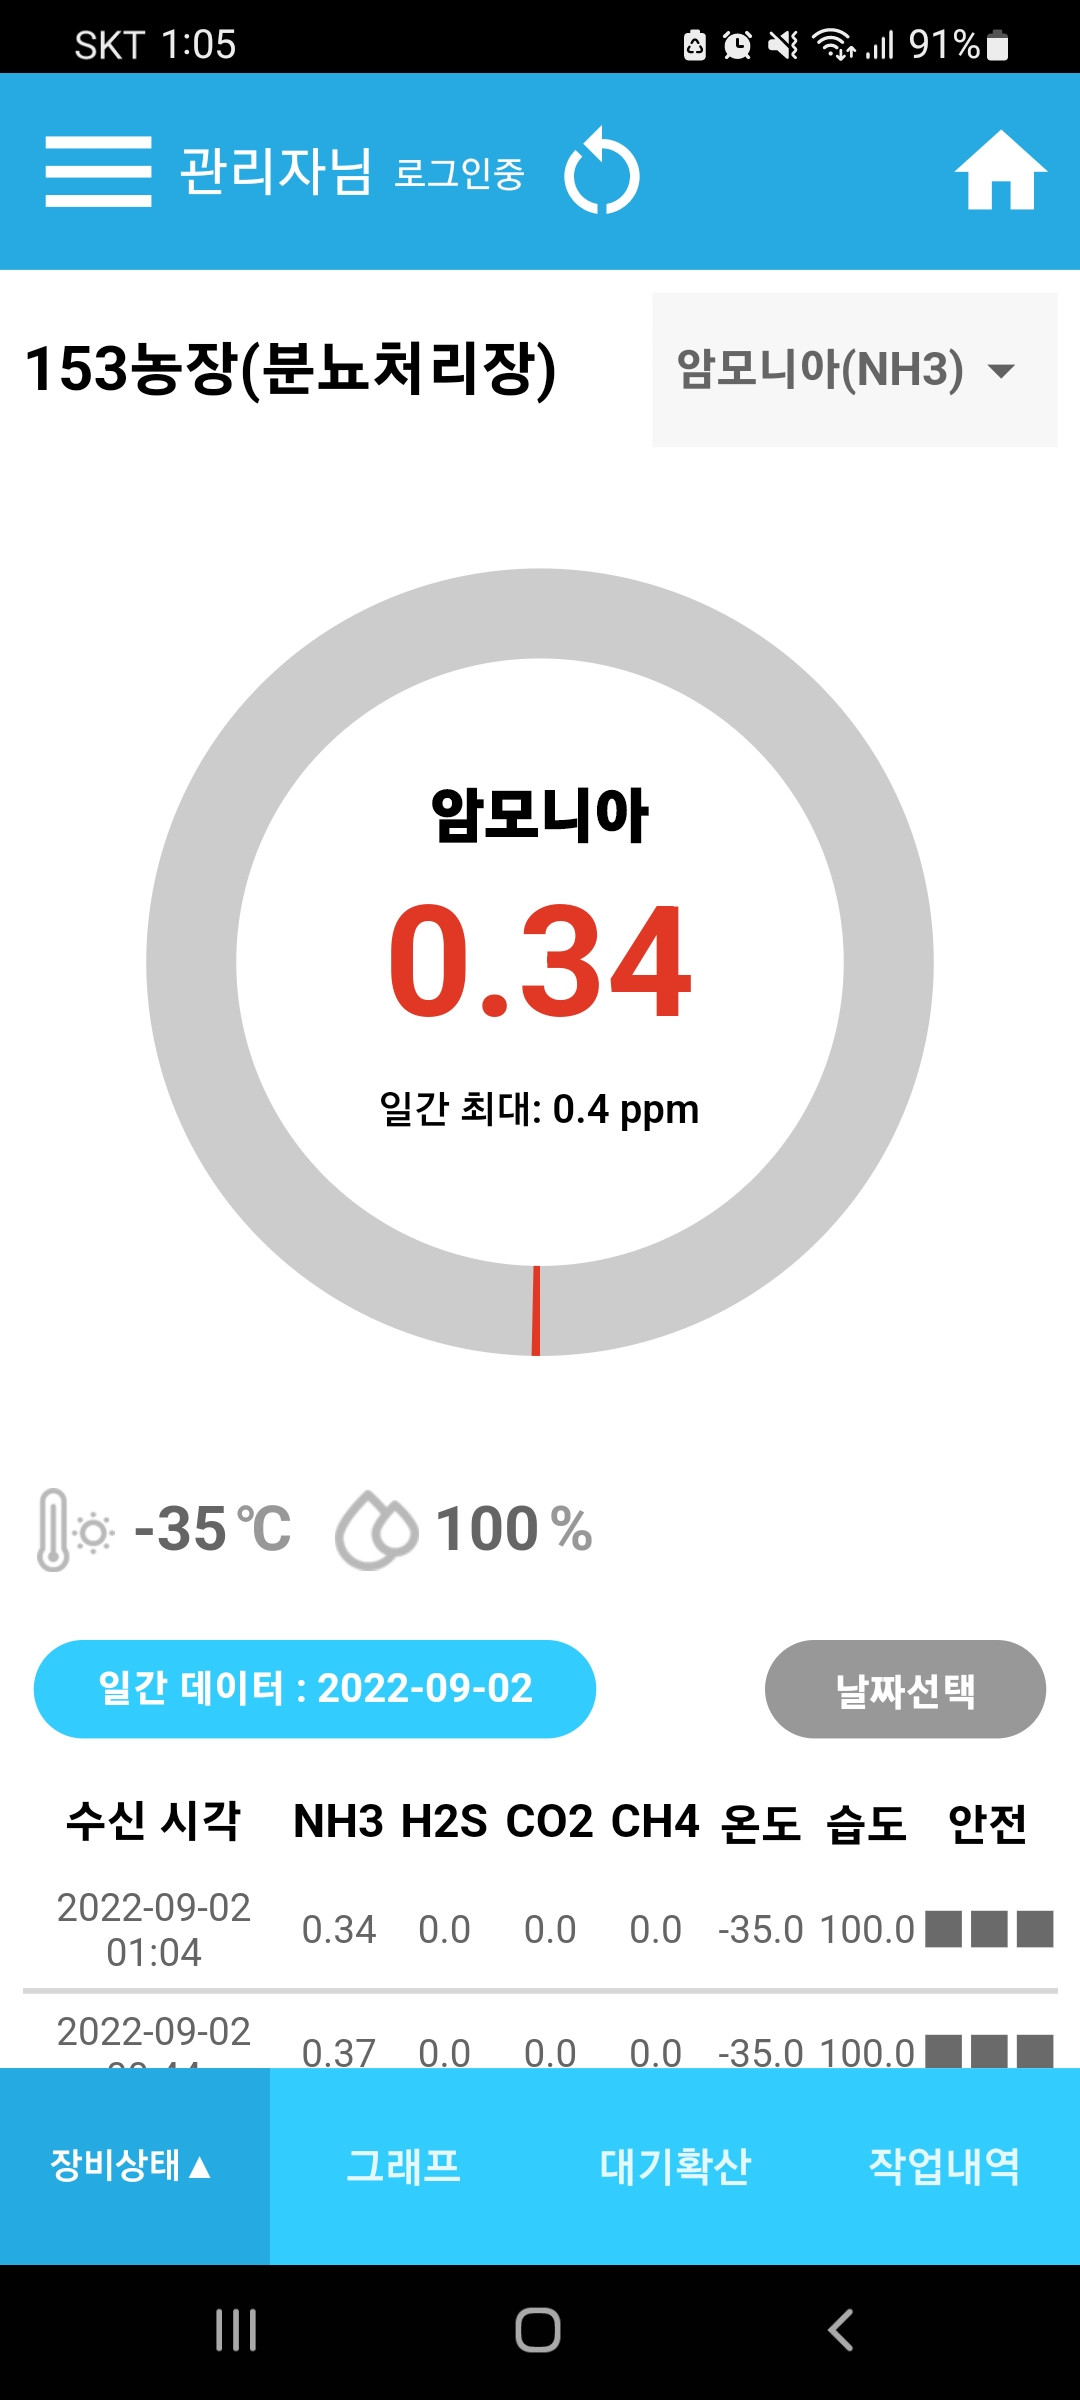 SKT 1:05 91%
관리자님 로그인중
153농장(분뇨처리장) 암모니아(NH3)
암모니아
0.34
일간 최대: 0.4 ppm
-35 ℃ 100 %
일간 데이터 : 2022-09-02 날짜선택
수신 시각 NH3 H2S CO2 CH4 온도 습도 안전
2022-09-02
01:04 0.34 0.0 0.0 0.0 -35.0 100.0
2022-09-02
0.37 0.0 0.0 0.0 -35.0 100.0
장비상태▲ 그래프 대기확산 작업내역